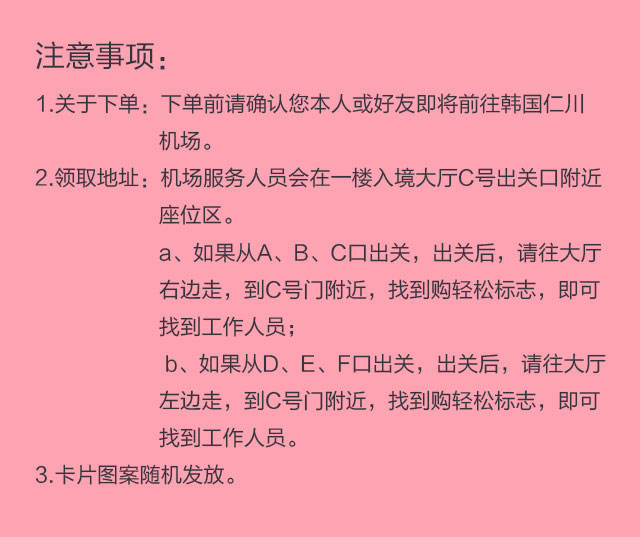 注意事项：
1.关于下单：下单前请确认您本人或好友即将前往韩国仁川
机场。
2.领取地址：机场服务人员会在一楼入境大厅C号出关口附近
座位区。
a、如果从A、B、C口出关，出关后，请往大厅
右边走，到C号门附近，找到购轻松标志，即可
找到工作人员；
b、如果从D、E、F口出关，出关后，请往大厅
左边走，到C号门附近，找到购轻松标志，即可
找到工作人员。
3.卡片图案随机发放。